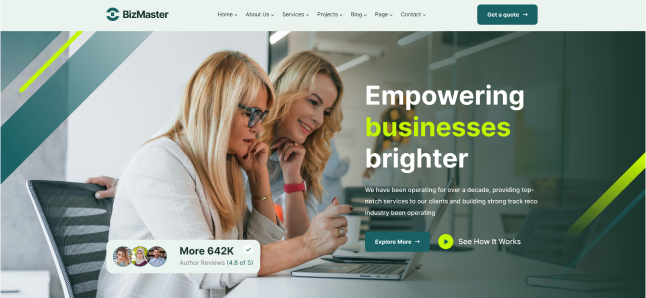 BizMaster
Home About Us Services Projects Blog Page Contact
Get a quote
Empowering
businesses
brighter
We have been operating for over a decade, providing top-
notch services to our clients and building strong track reco
industry been operating
Explore More
See How It Works
More 642K
Author Reviews (4.8 of 5)